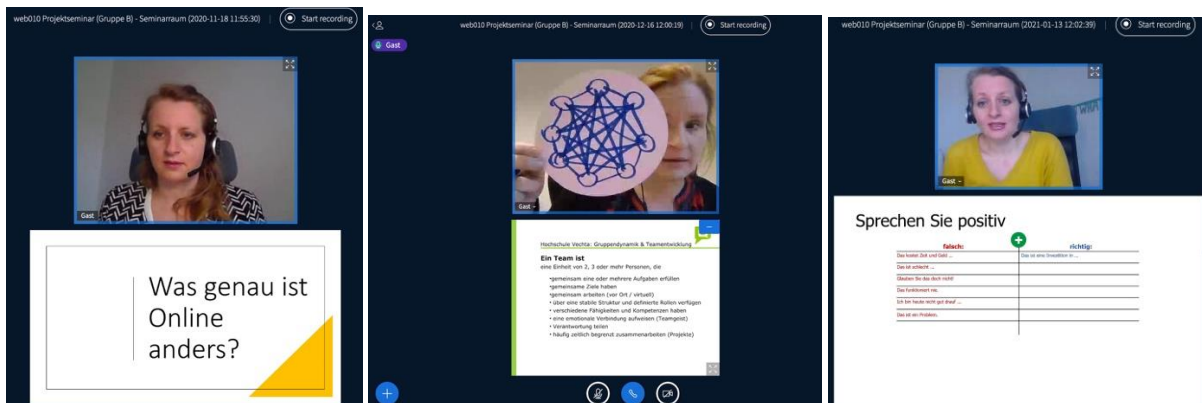 web010 Projektseminar (Gruppe B) - Seminarraum (2020-11-18 11:55:30)
Start recording
Gast
Was genau ist
Online
anders?
web010 Projektseminar (Gruppe B) - Seminarraum (2020-12-16 12:00:19)
Start recording
Gast
Gast -
Hochschule Vechta: Gruppendynamik & Teamentwicklung
Ein Team ist
eine Einheit von 2, 3 oder mehr Personen, die
•gemeinsam eine oder mehrere Aufgaben erfüllen
•gemeinsame Ziele haben
•gemeinsam arbeiten (vor Ort / virtuell)
• über eine stabile Struktur und definierte Rollen verfügen
• verschiedene Fähigkeiten und Kompetenzen haben
• eine emotionale Verbindung aufweisen (Teamgeist)
• Verantwortung teilen
• häufig zeitlich begrenzt zusammenarbeiten (Projekte)
web010 Projektseminar (Gruppe B) - Seminarraum (2021-01-13 12:02:39)
Start recording
Gast -
Sprechen Sie positiv
falsch: richtig:
Das kostet Zeit und Geld ... Das ist eine Investition in ...
Das ist schlecht ...
Glauben Sie das doch nicht!
Das funktioniert nie.
Ich bin heute nicht gut drauf ...
Das ist ein Problem.